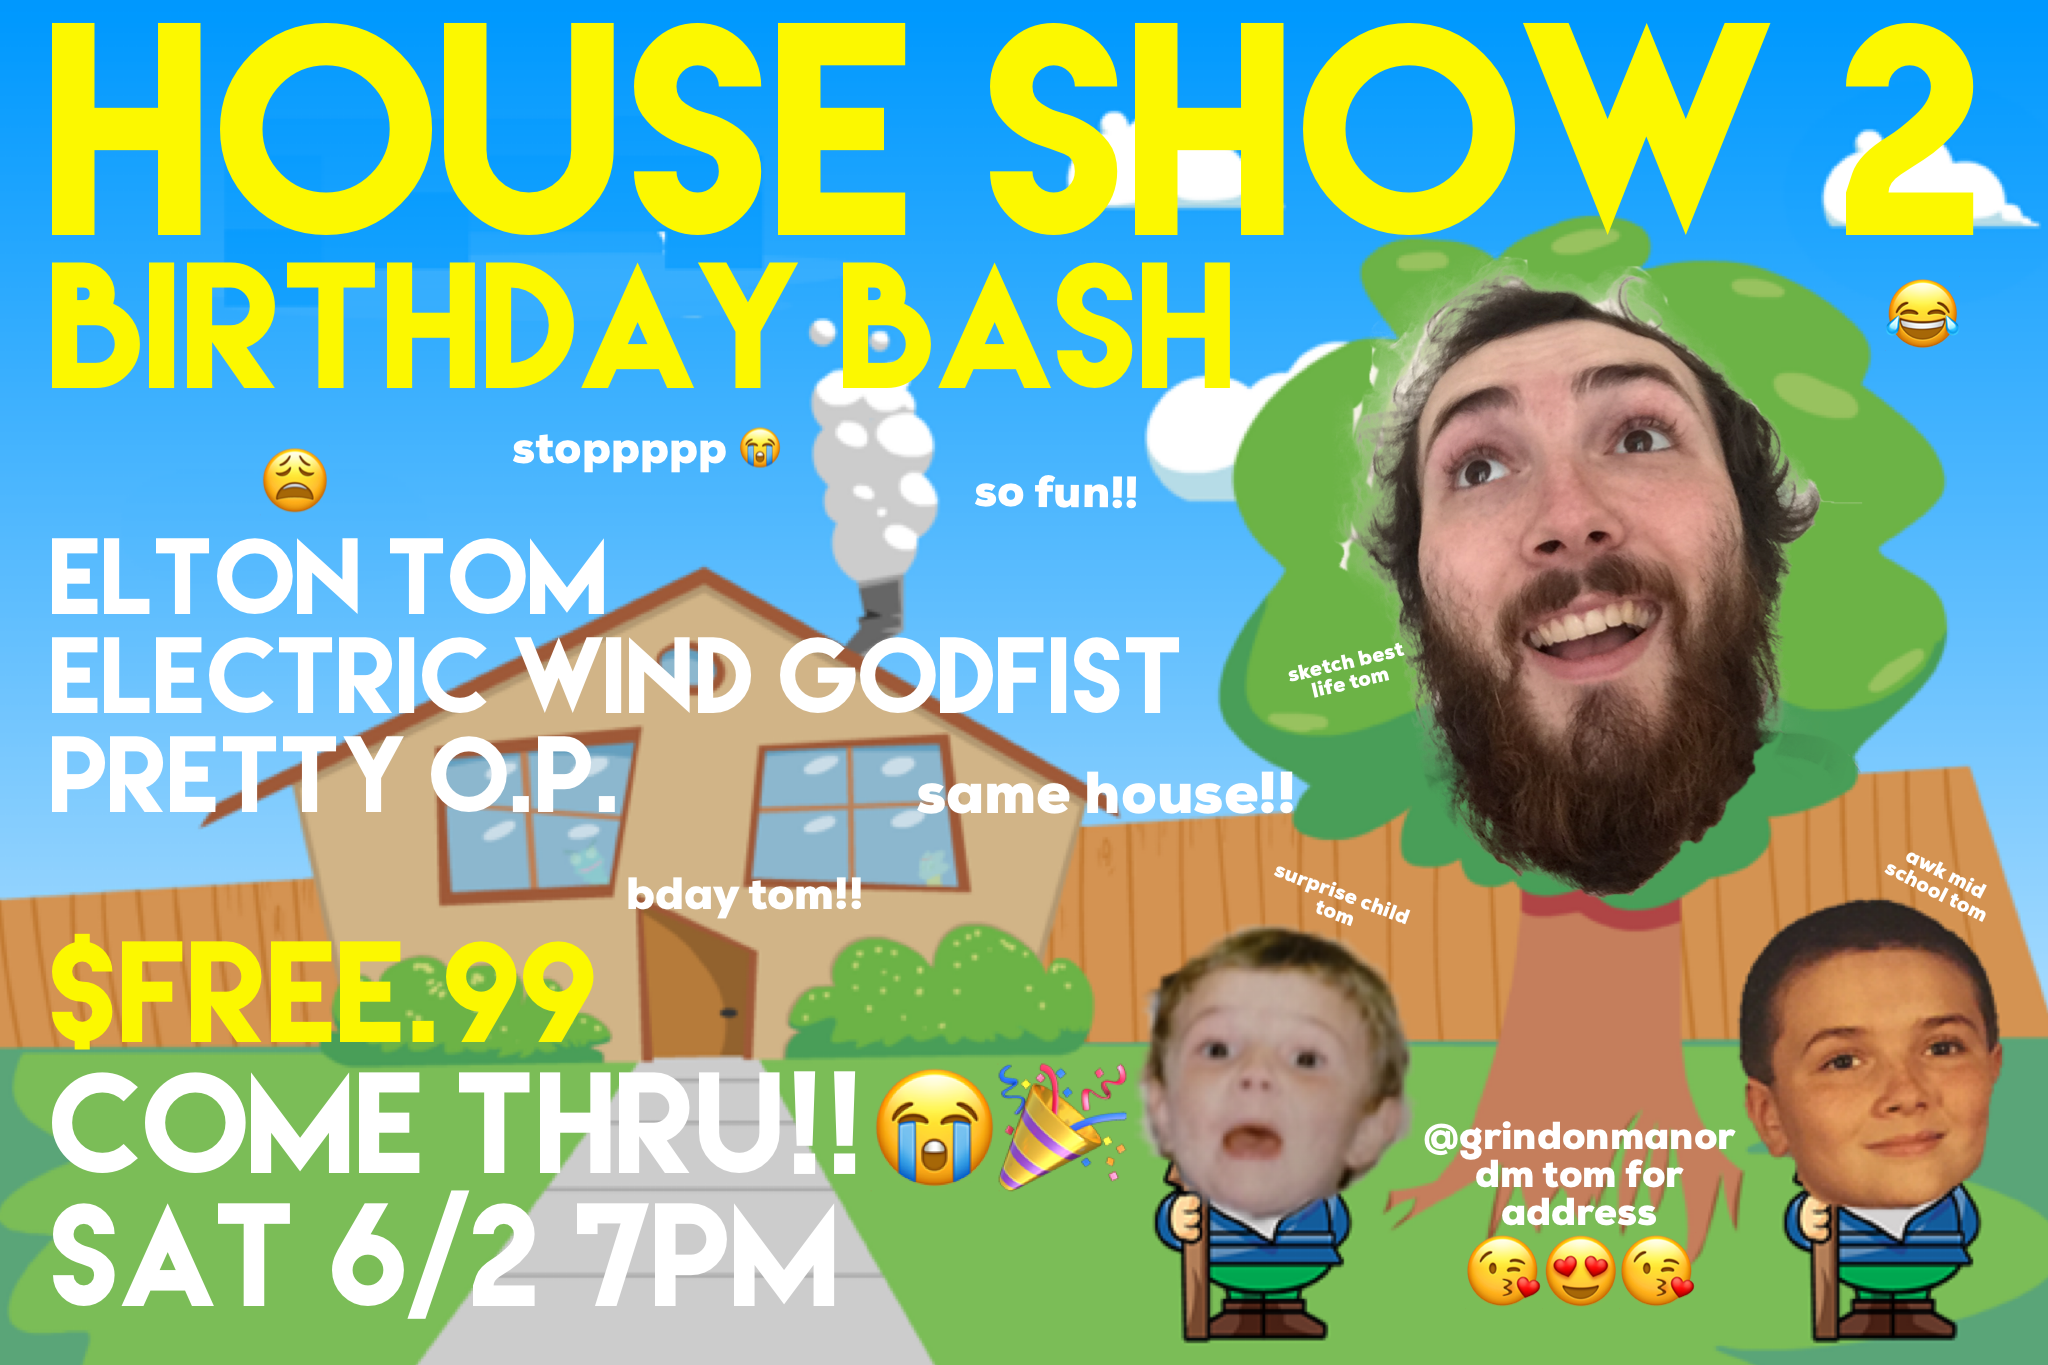 HOUSE SHOW 2
BIRTHDAY BASH
stoppppp 😭
so fun!!
ELTON TOM
ELECTRIC WIND GODFIST
PRETTY O.P.
sketch best
life tom
same house!!
bday tom!!
surprise child
tom
awk mid
school tom
$FREE.99
COME THRU!!😭🎉
SAT 6/2 7PM
@grindonmanor
dm tom for
address
😘😍😘